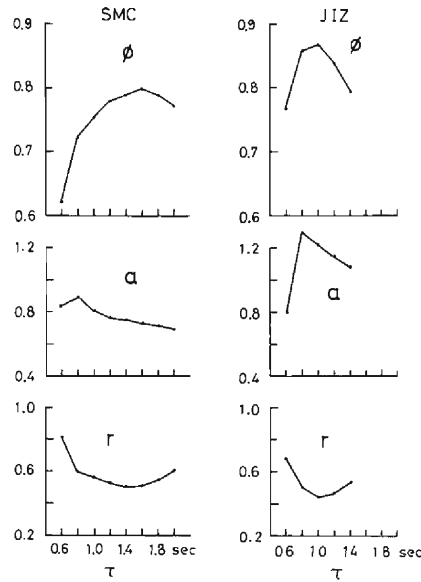 SMC JIZ
0.9 ø 0.9 ø
0.8 0.8
0.7 0.7
0.6 0.6
1.2 a 1.2
0.8 0.8 a
0.4 0.4
1.0 r 1.0 r
0.6 0.6
0.2 0.2
0.6 1.0 1.4 1.8 sec 0.6 1.0 1.4 1.8 sec
τ τ